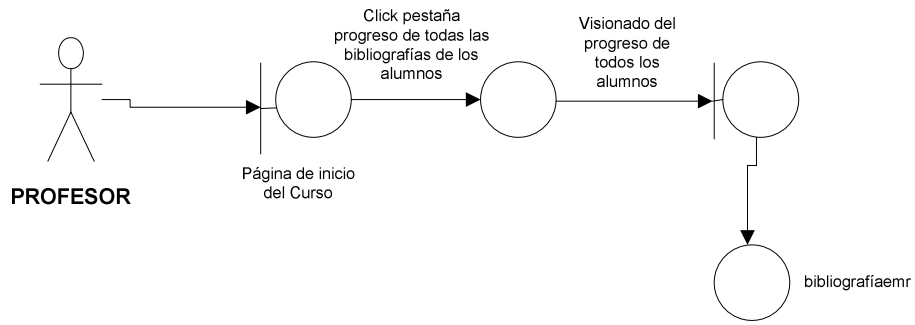 Click pestaña
progreso de todas las
bibliografías de los
alumnos
Visionado del
progreso de
todos los
alumnos
Página de inicio
del Curso
PROFESOR
bibliografíaemr